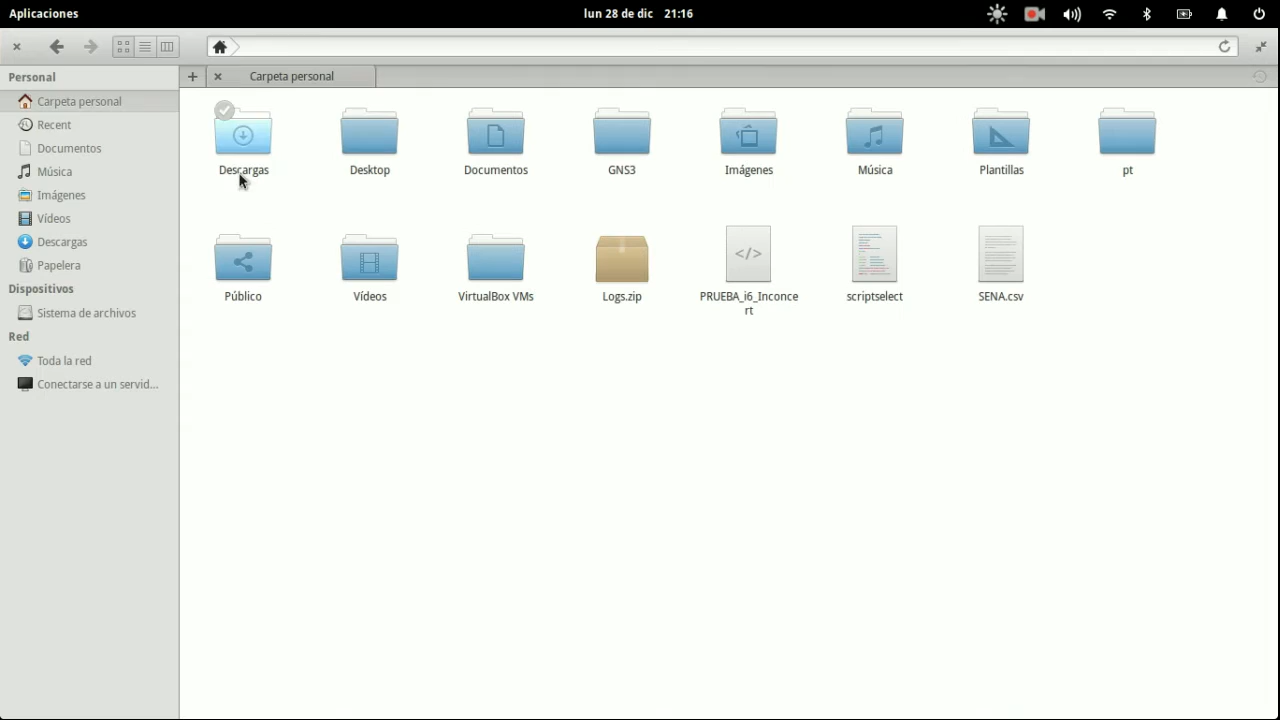 Aplicaciones
lun 28 de dic 21:16
Personal
Carpeta personal
Recent
Documentos
Música
Imágenes
Vídeos
Descargas
Papelera
Dispositivos
Sistema de archivos
Red
Toda la red
Conectarse a un servid...
Carpeta personal
Descargas
Desktop
Documentos
GNS3
Imágenes
Música
Plantillas
pt
Público
Vídeos
VirtualBox VMs
Logs.zip
PRUEBA_i6_Inconce
rt
scriptselect
SENA.csv